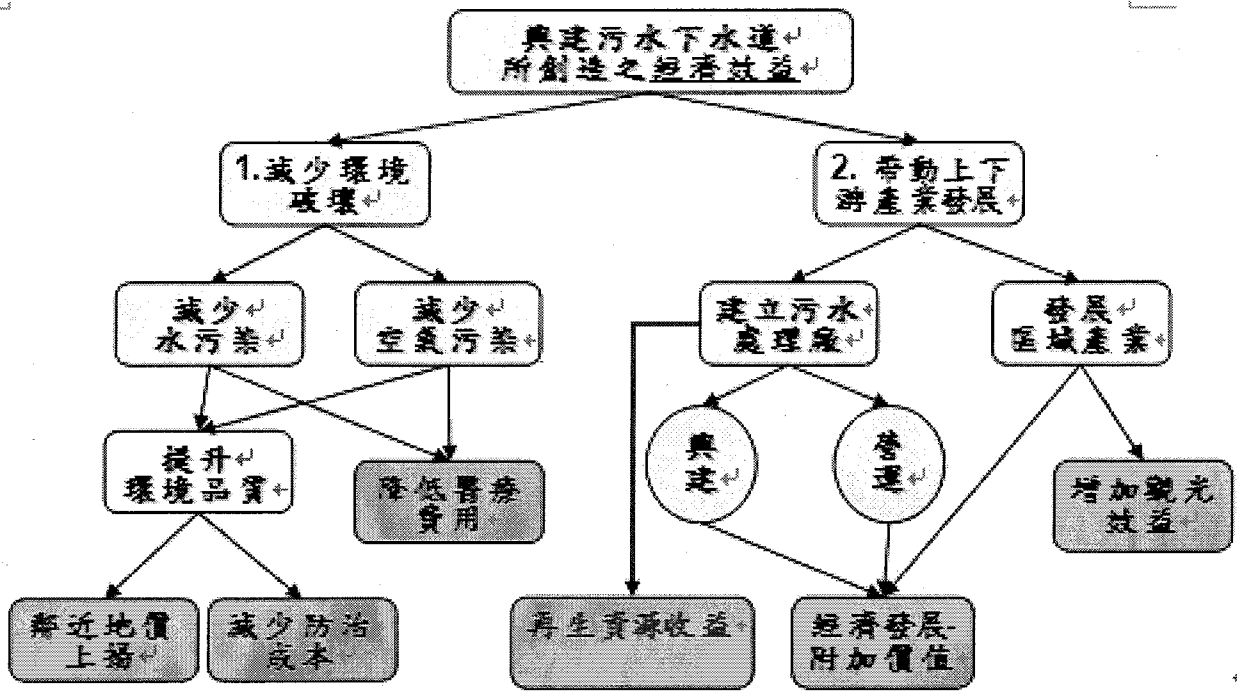 興建污水下水道
所創造之經濟效益
1.減少環境
破壞
2. 帶動上下
游產業發展
減少
水污染
減少
空氣污染
建立污水
處理廠
發展
區域產業
提升
環境品質
降低醫療
費用
興
建
營
運
增加觀光
效益
鄰近地價
上揚
減少防治
成本
再生資源收益
經濟發展-
附加價值